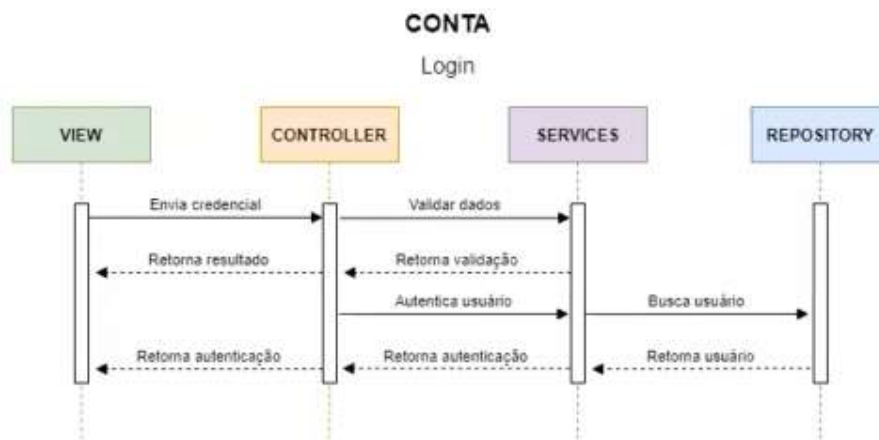 CONTA
Login
VIEW
CONTROLLER
SERVICES
REPOSITORY
Envia credencial
Validar dados
Retorna resultado
Retorna validação
Autentica usuário
Busca usuário
Retorna autenticação
Retorna autenticação
Retorna usuário